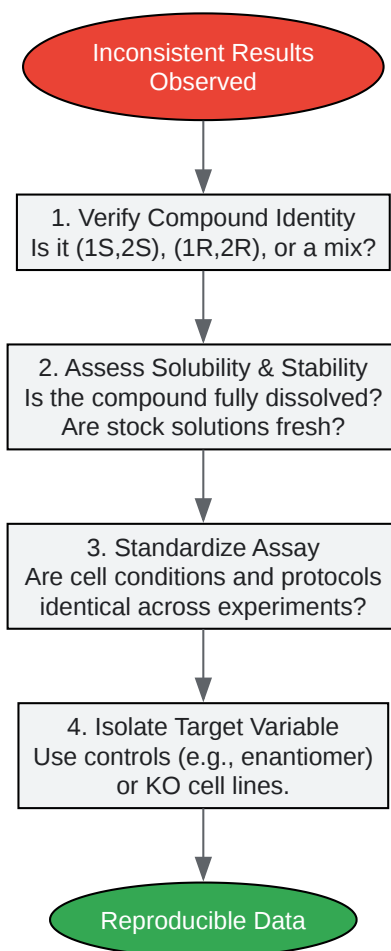 Inconsistent Results
Observed
1. Verify Compound Identity
Is it (1S,2S), (1R,2R), or a mix?
2. Assess Solubility & Stability
Is the compound fully dissolved?
Are stock solutions fresh?
3. Standardize Assay
Are cell conditions and protocols
identical across experiments?
4. Isolate Target Variable
Use controls (e.g., enantiomer)
or KO cell lines.
Reproducible Data